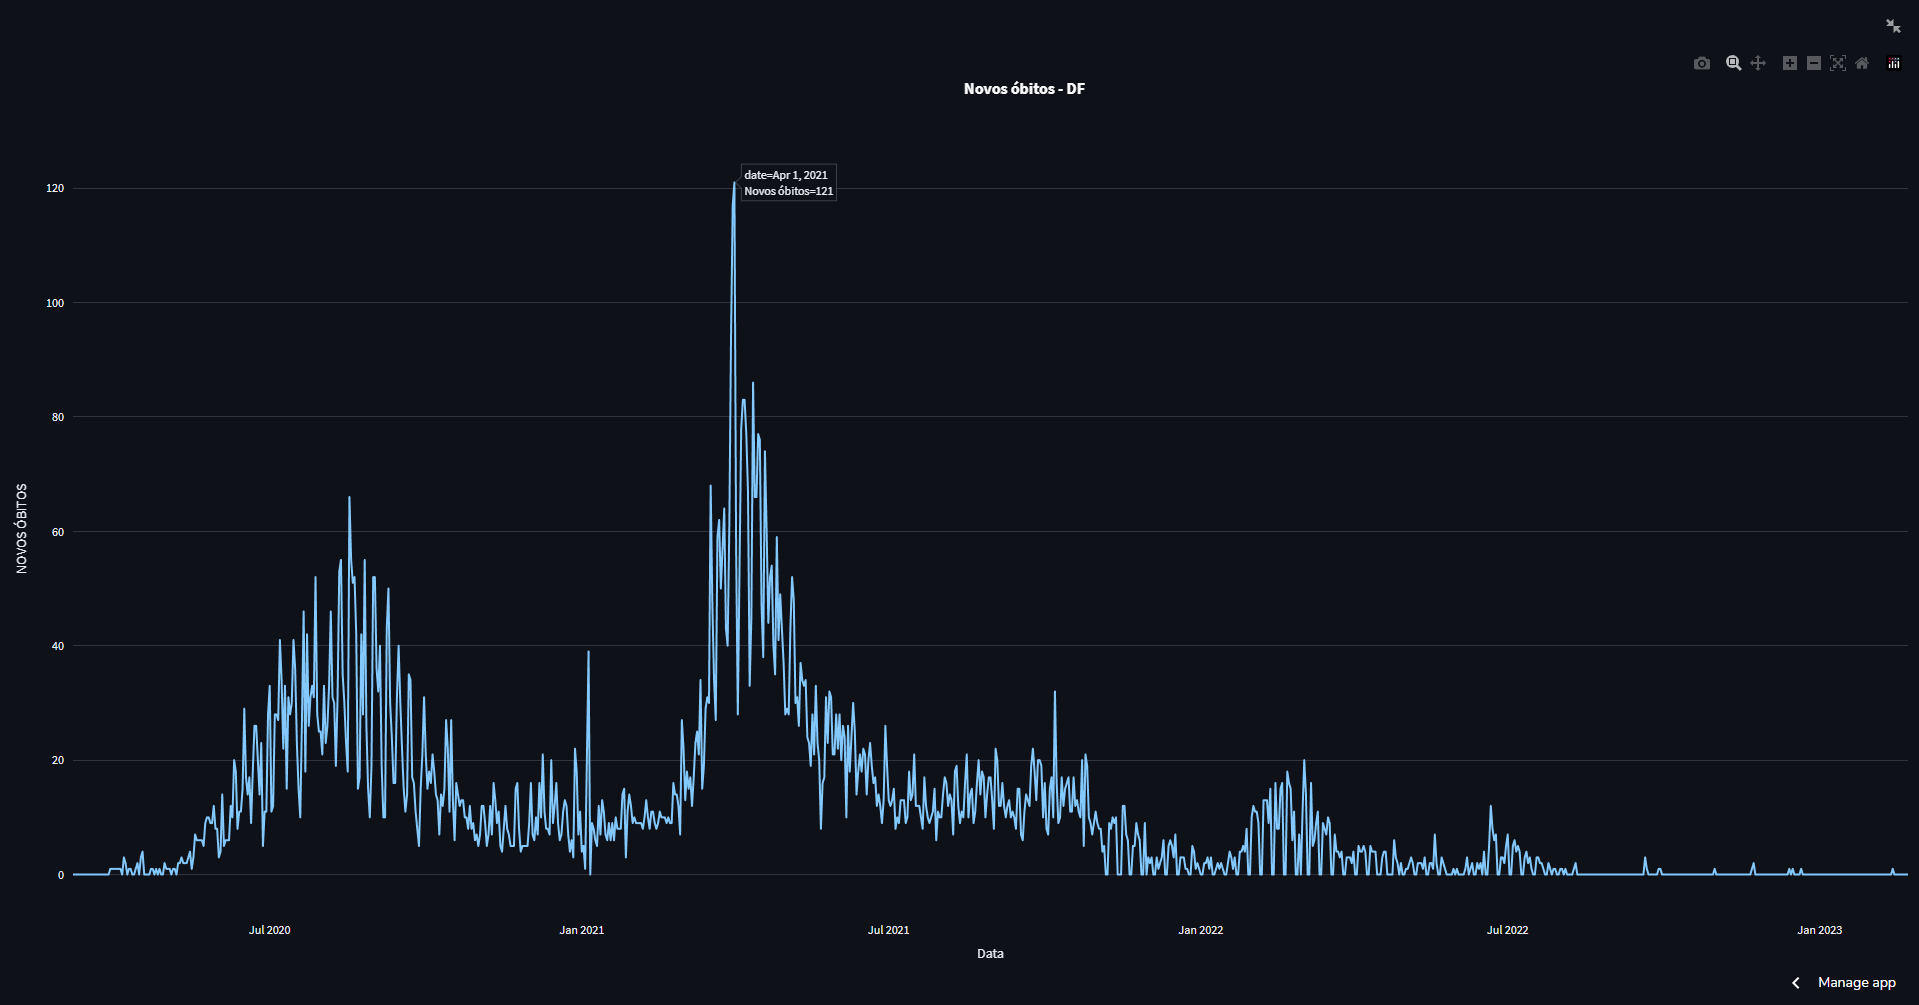 Novos óbitos - DF
date=Apr 1, 2021
Novos óbitos=121
120
100
80
60
40
20
0
NOVOS ÓBITOS
Jul 2020
Jan 2021
Jul 2021
Jan 2022
Jul 2022
Jan 2023
Data
Manage app